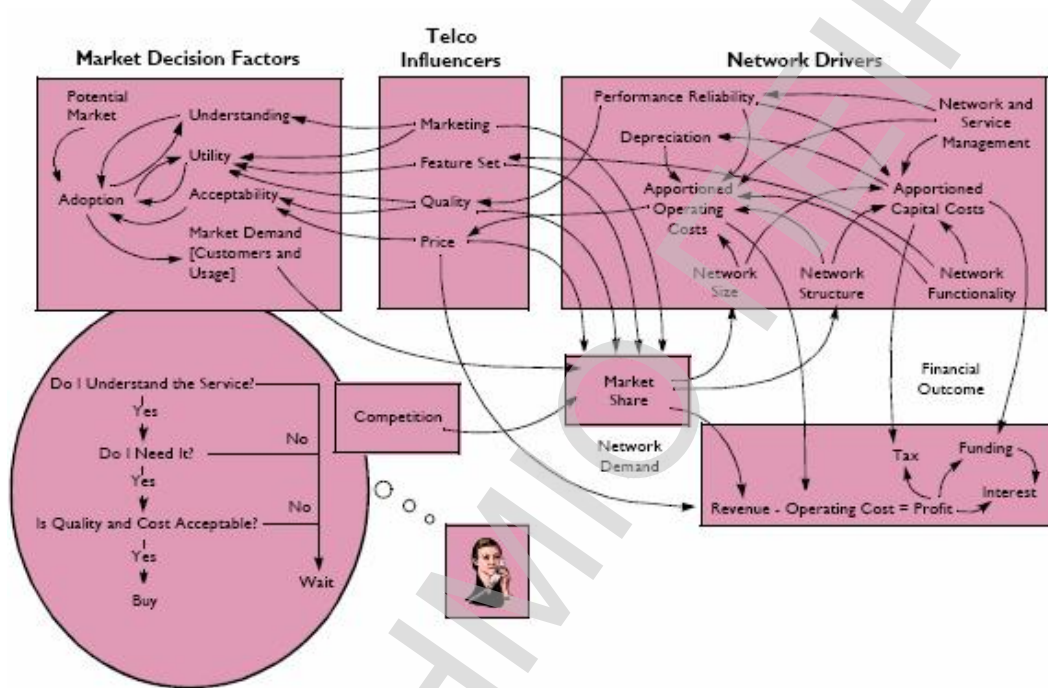 Market Decision Factors
Telco
Influencers
Network Drivers
Potential
Market
Understanding
Utility
Adoption
Acceptability
Market Demand
[Customers and
Usage]
Marketing
Feature Set
Quality
Price
Performance Reliability
Depreciation
Network and
Service
Management
Apportioned
Operating
Costs
Apportioned
Capital Costs
Network
Size
Network
Structure
Network
Functionality
Do I Understand the Service?
Yes
No
Do I Need It?
Yes
No
Is Quality and Cost Acceptable?
Yes
Wait
Buy
Competition
Market
Share
Network
Demand
Financial
Outcome
Tax
Funding
Interest
Revenue - Operating Cost = Profit